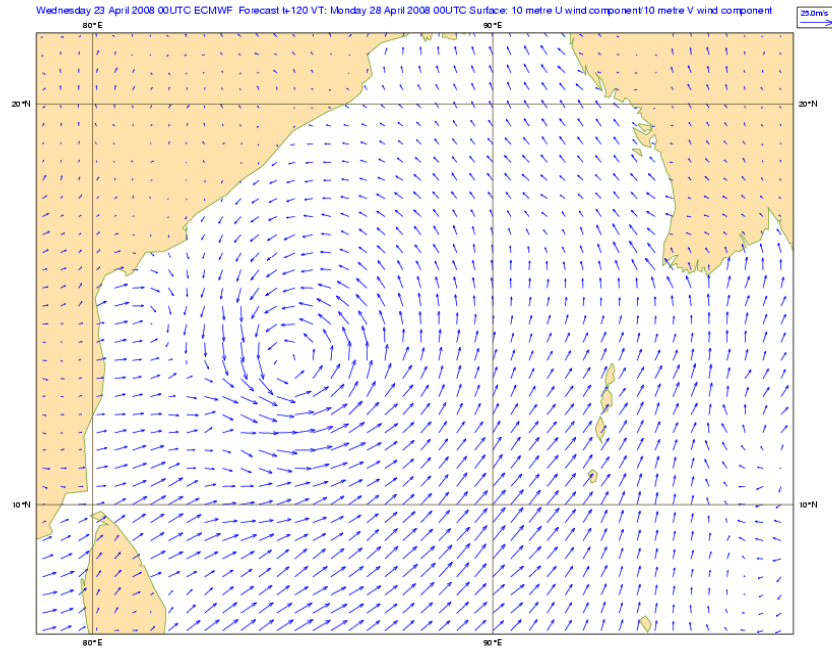 Wednesday 23 April 2008 00UTC ECMWF Forecast t+120 VT: Monday 28 April 2008 00UTC Surface: 10 metre U wind component/10 metre V wind component
25.0m/s
80°E 90°E
20°N 20°N
10°N 10°N
80°E 90°E